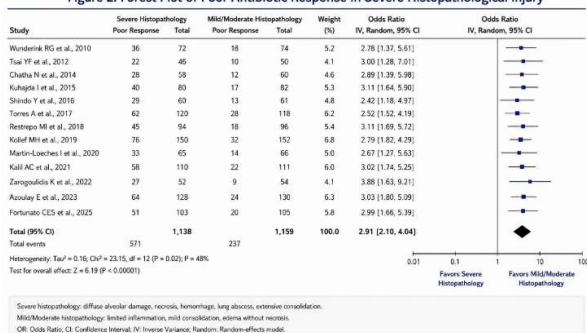 Figure 2. Forest Plot of Poor Antibiotic Response in Severe Histopathological Injury
Severe Histopathology Mild/Moderate Histopathology Weight Odds Ratio Odds Ratio
Study Poor Response Total Poor Response Total (%) IV, Random, 95% CI IV, Random, 95% CI
Wunderink RG et al., 2010 36 72 18 74 5.2 2.78 [1.37, 5.61]
Tsai YF et al., 2012 22 46 10 50 4.1 3.00 [1.28, 7.01]
Chatha N et al., 2014 28 58 12 60 4.6 2.89 [1.39, 5.98]
Kuhajda I et al., 2015 40 80 17 82 5.3 3.11 [1.64, 5.90]
Shindo Y et al., 2016 29 60 13 61 4.8 2.42 [1.18, 4.97]
Torres A et al., 2017 62 120 28 118 6.2 2.52 [1.52, 4.19]
Restrepo MI et al., 2018 45 94 18 96 5.4 3.11 [1.69, 5.72]
Kollef MH et al., 2019 76 150 32 152 6.8 2.79 [1.82, 4.29]
Martin-Loeches I et al., 2020 33 65 14 66 5.0 2.67 [1.27, 5.63]
Kalil AC et al., 2021 58 110 22 111 6.0 3.02 [1.74, 5.25]
Zarogoulidis K et al., 2022 27 52 9 54 4.2 3.88 [1.63, 9.21]
Azoulay E et al., 2023 64 128 24 130 6.3 3.03 [1.80, 5.09]
Fortunato CES et al., 2025 51 103 20 105 5.8 2.99 [1.66, 5.39]
Total (95% CI) 1,138 1,159 100.0 2.91 [2.10, 4.04]
Total events 571 237
Heterogeneity: Tau² = 0.16; Chi² = 23.15, df = 12 (P = 0.02); I² = 48%
Test for overall effect: Z = 6.19 (P < 0.00001)
0.01 0.1 1 10 100
Favors Severe Histopathology
Favors Mild/Moderate Histopathology
Severe histopathology: diffuse alveolar damage, necrosis, hemorrhage, lung abscess, extensive consolidation.
Mild/Moderate histopathology: limited inflammation, mild consolidation, edema without necrosis.
OR: Odds Ratio; CI: Confidence Interval; IV: Inverse Variance; Random: Random-effects model.